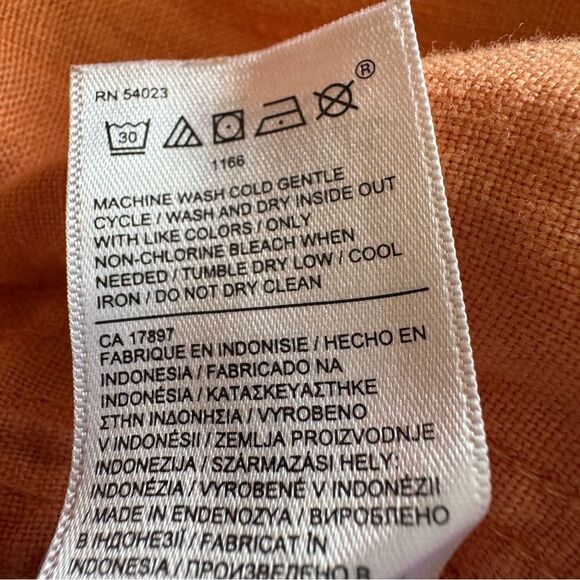 RN 54023
30
®
1166
MACHINE WASH COLD GENTLE
CYCLE / WASH AND DRY INSIDE OUT
WITH LIKE COLORS / ONLY
NON-CHLORINE BLEACH WHEN
NEEDED / TUMBLE DRY LOW / COOL
IRON / DO NOT DRY CLEAN
CA 17897
FABRIQUE EN INDONISIE / HECHO EN
INDONESIA / FABRICADO NA
INDONÉSIA / ΚΑΤΑΣΚΕΥΑΣΤΗΚΕ
ΣΤΗΝ ΙΝΔΟΝΗΣΙΑ / VYROBENO
V INDONÉSII / ZEMLJA PROIZVODNJE
INDONEZIJA / SZÁRMAZÁSI HELY:
INDONÉZIA / VYROBENÉ V INDONÉZII
/ MADE IN ENDENOZYA / ВИРОБЛЕНО
В ІНДОНЕЗІЇ / FABRICAT ÎN
INDONEZIA / ПРОИЗВЕДЕНО В